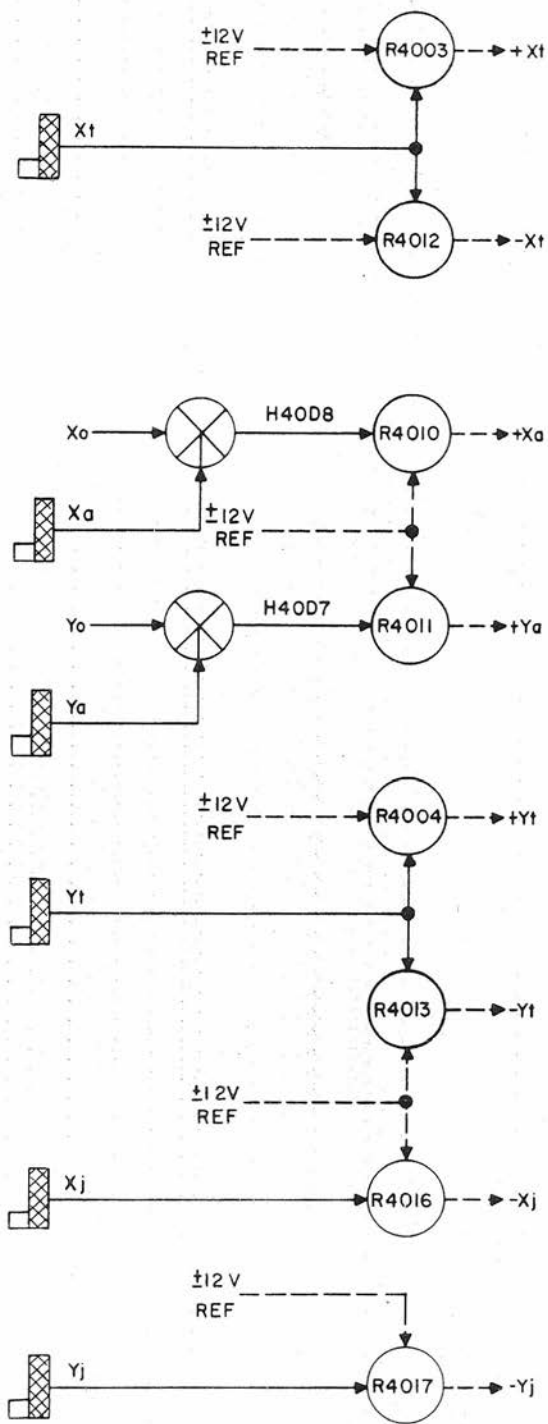 ±12V
REF
R4003
+Xt
Xt
±12V
REF
R4012
-Xt
Xo
H40D8
R4010
+Xa
Xa
±12V
REF
Yo
H40D7
R4011
+Ya
Ya
±12V
REF
R4004
+Yt
Yt
R4013
-Yt
±12V
REF
Xj
R4016
-Xj
±12V
REF
Yj
R4017
-Yj